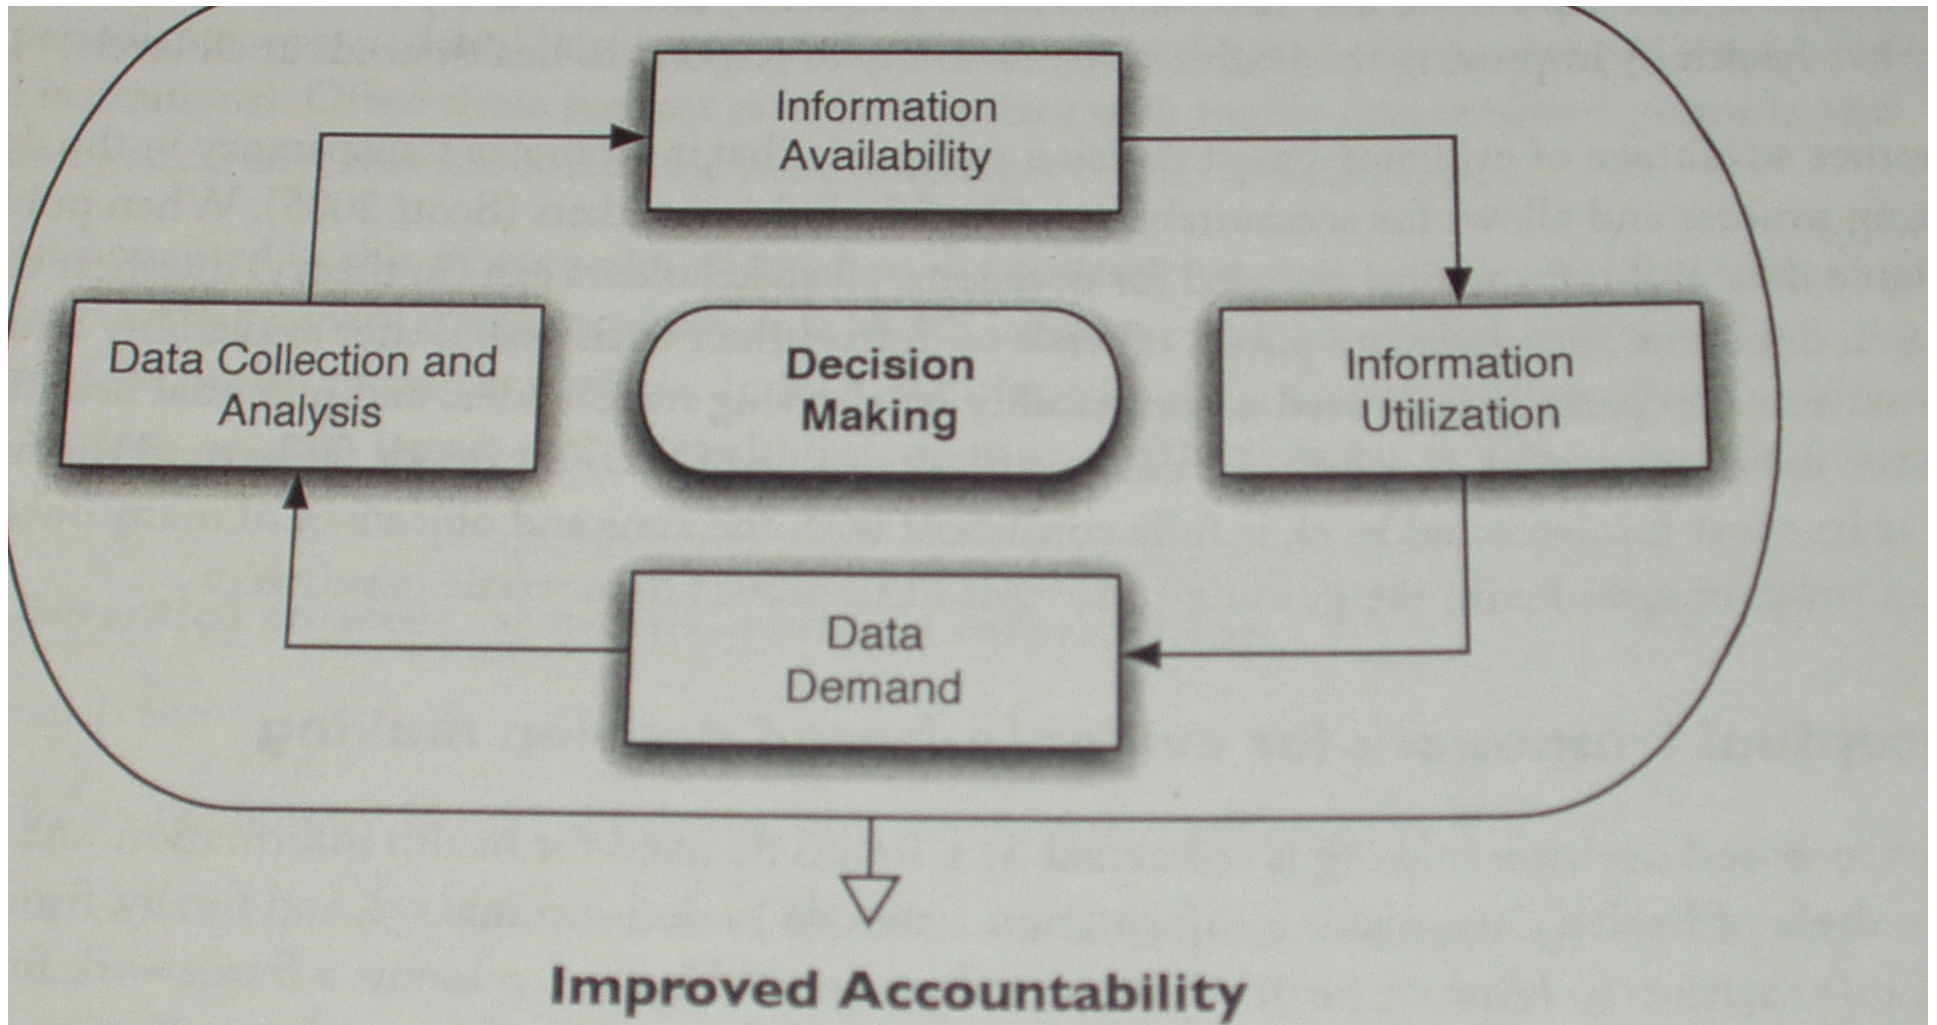 Information
Availability
Data Collection and
Analysis
Decision
Making
Information
Utilization
Data
Demand
Improved Accountability